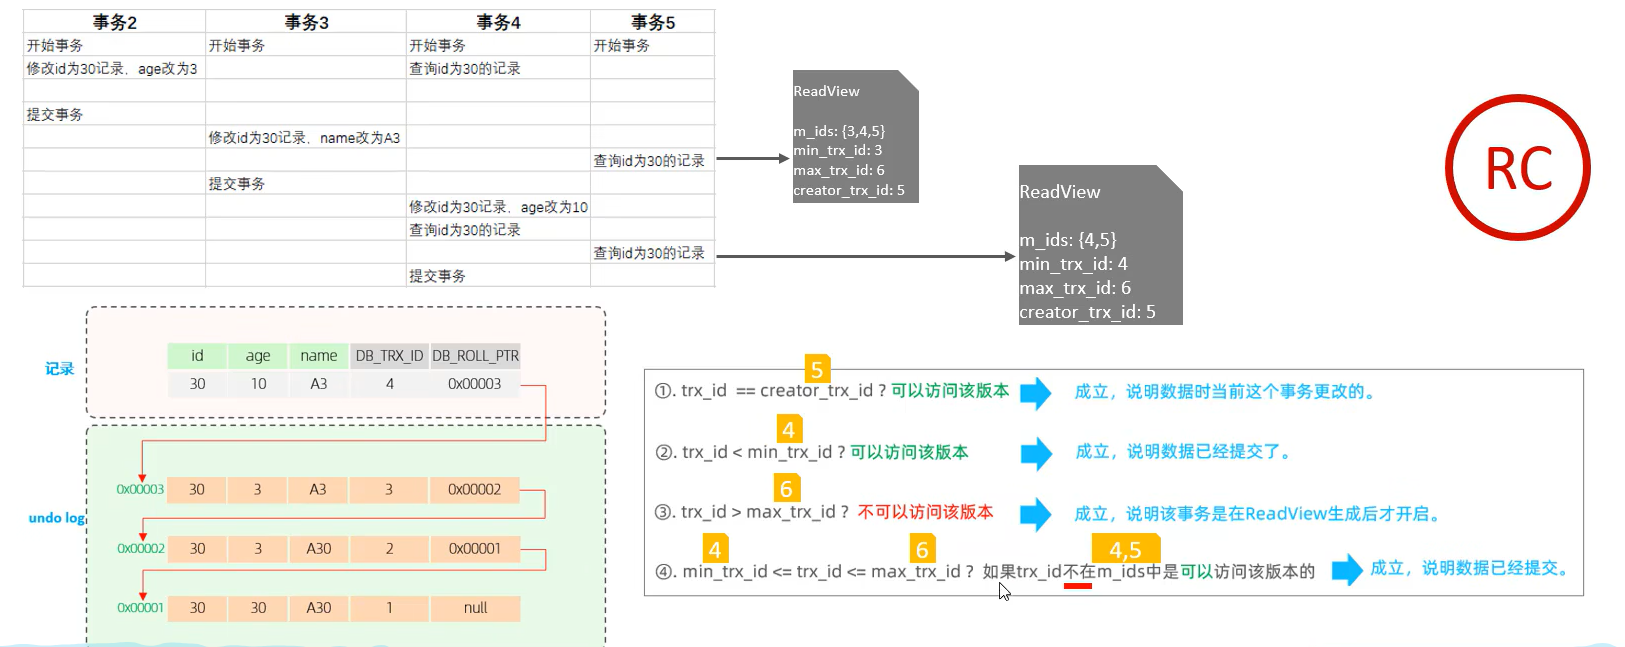 事务2 事务3 事务4 事务5
开始事务 开始事务 开始事务 开始事务
修改id为30记录，age改为3 查询id为30的记录
提交事务
修改id为30记录，name改为A3
查询id为30的记录
提交事务
修改id为30记录，age改为10
查询id为30的记录
查询id为30的记录
提交事务
ReadView
m_ids: {3,4,5}
min_trx_id: 3
max_trx_id: 6
creator_trx_id: 5
ReadView
m_ids: {4,5}
min_trx_id: 4
max_trx_id: 6
creator_trx_id: 5
RC
记录
id age name DB_TRX_ID DB_ROLL_PTR
30 10 A3 4 0x00003
undo log
0x00003 30 3 A3 3 0x00002
0x00002 30 3 A30 2 0x00001
0x00001 30 30 A30 1 null
5
①. trx_id == creator_trx_id ? 可以访问该版本 成立，说明数据时当前这个事务更改的。
4
②. trx_id < min_trx_id ? 可以访问该版本 成立，说明数据已经提交了。
6
③. trx_id > max_trx_id ? 不可以访问该版本 成立，说明该事务是在ReadView生成后才开启。
4 6 4,5
④. min_trx_id <= trx_id <= max_trx_id ? 如果trx_id不在m_ids中是可以访问该版本的 成立，说明数据已经提交。